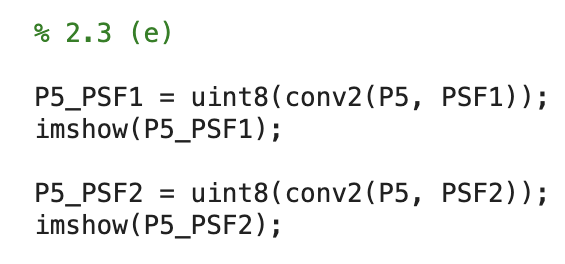 % 2.3 (e)
P5_PSF1 = uint8(conv2(P5, PSF1));
imshow(P5_PSF1);
P5_PSF2 = uint8(conv2(P5, PSF2));
imshow(P5_PSF2);